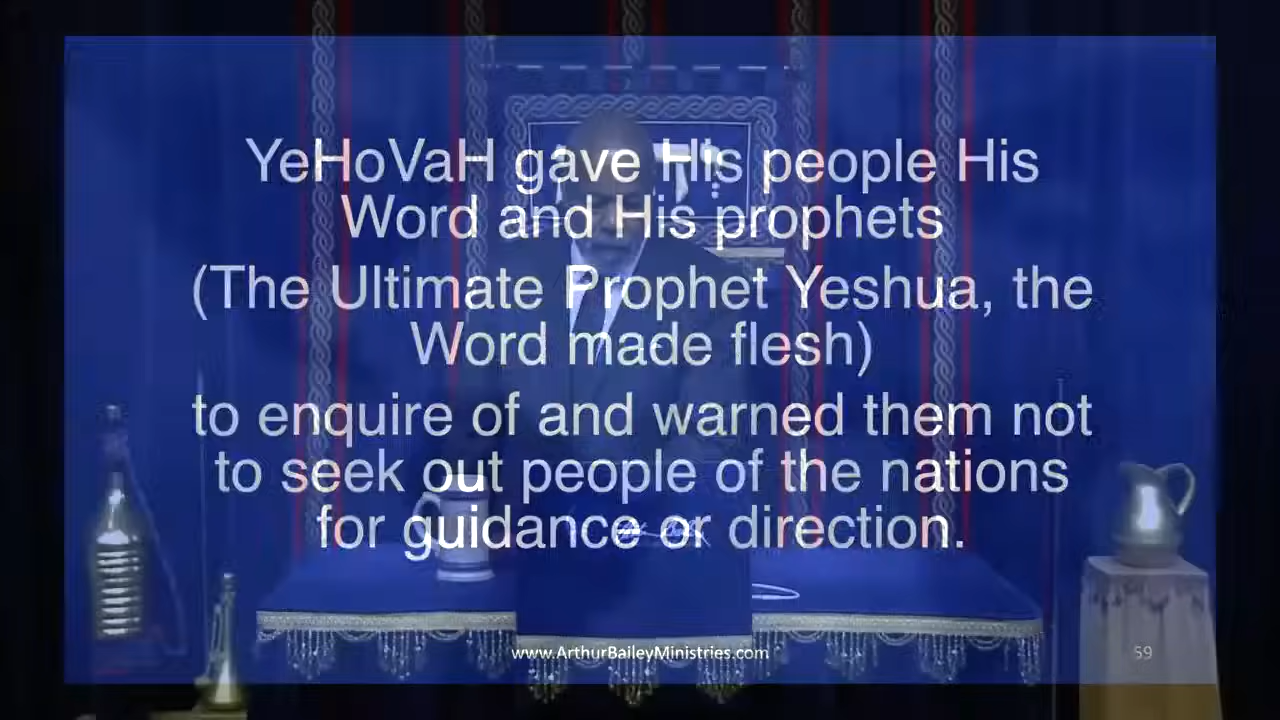 YeHoVaH gave His people His
Word and His prophets
(The Ultimate Prophet Yeshua, the
Word made flesh)
to enquire of and warned them not
to seek out people of the nations
for guidance or direction.
www.ArthurBaileyMinistries.com
59